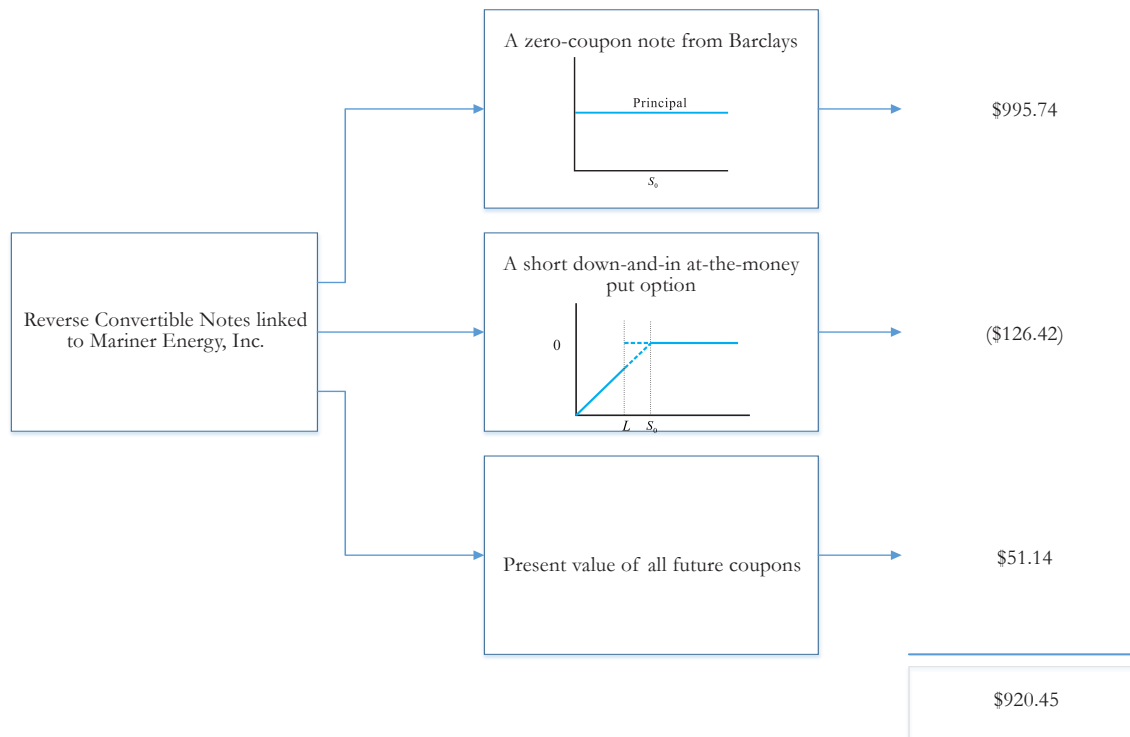 A zero-coupon note from Barclays
Principal
S₀
$995.74
Reverse Convertible Notes linked
to Mariner Energy, Inc.
A short down-and-in at-the-money
put option
0
L S₀
($126.42)
Present value of all future coupons
$51.14
$920.45